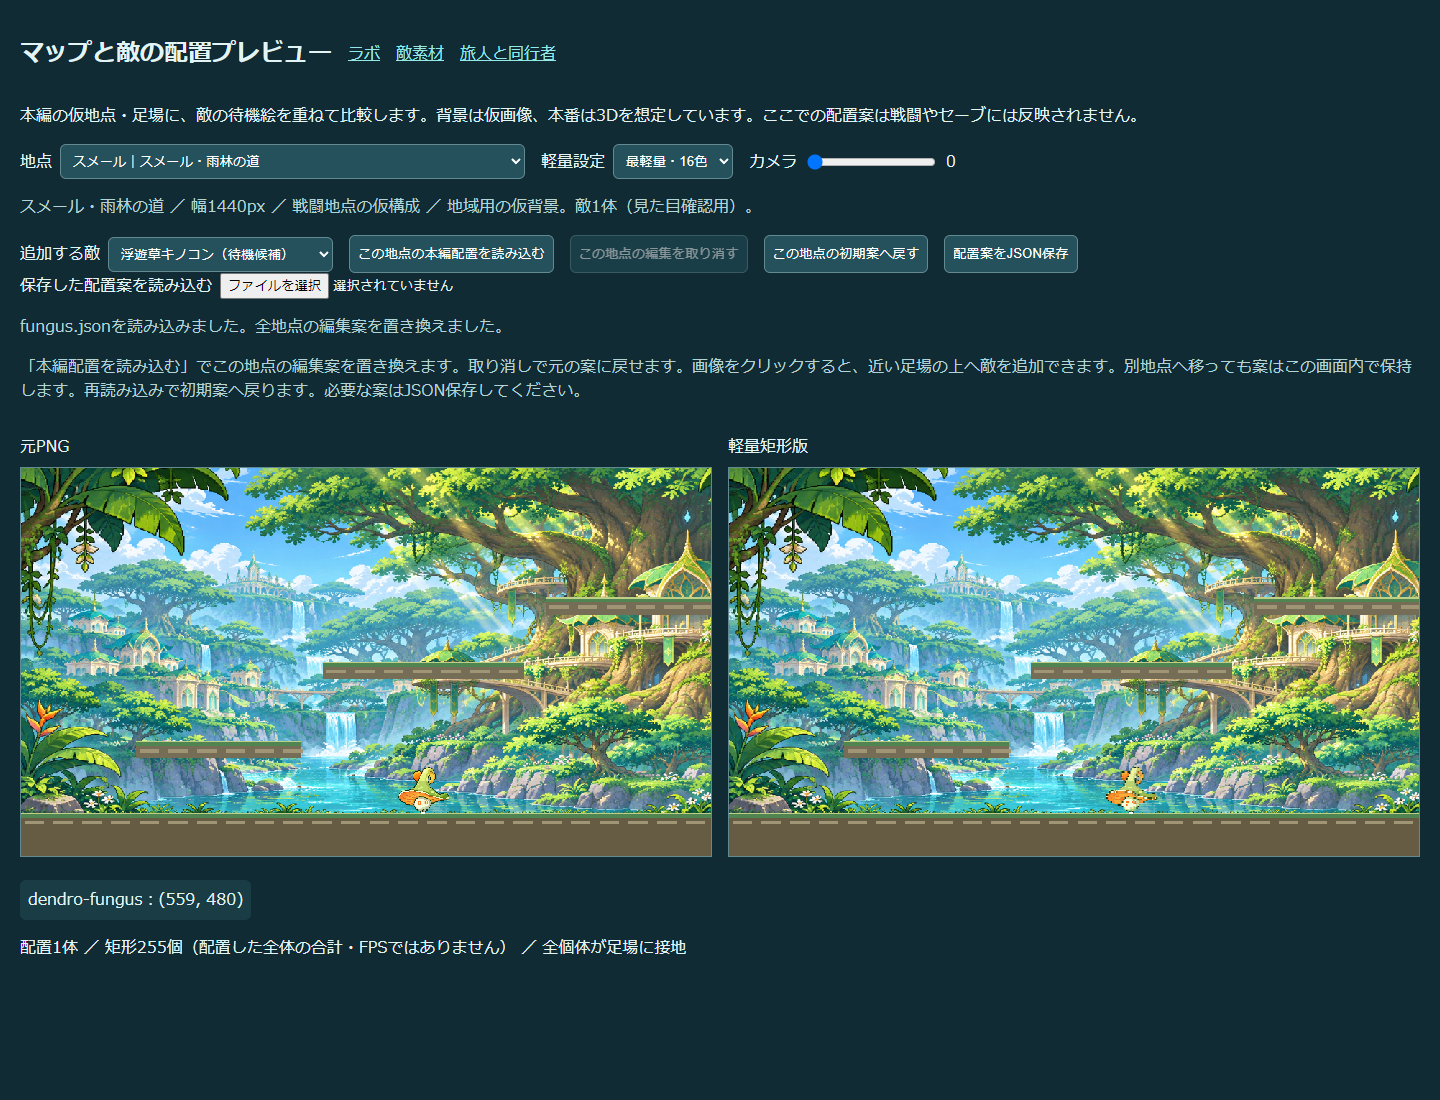 マップと敵の配置プレビュー ラボ 敵素材 旅人と同行者
本編の仮地点・足場に、敵の待機絵を重ねて比較します。背景は仮画像、本番は3Dを想定しています。ここでの配置案は戦闘やセーブには反映されません。
地点 スメール | スメール・雨林の道 軽量設定 最軽量・16色 カメラ 0
スメール・雨林の道 ／ 幅1440px ／ 戦闘地点の仮構成 ／ 地域用の仮背景。敵1体（見た目確認用）。
追加する敵 浮遊草キノコン（待機候補） この地点の本編配置を読み込む この地点の編集を取り消す この地点の初期案へ戻す 配置案をJSON保存
保存した配置案を読み込む ファイルを選択 選択されていません
fungus.jsonを読み込みました。全地点の編集案を置き換えました。
「本編配置を読み込む」でこの地点の編集案を置き換えます。取り消しで元の案に戻せます。画像をクリックすると、近い足場の上へ敵を追加できます。別地点へ移っても案はこの画面内で保持
します。再読み込みで初期案へ戻ります。必要な案はJSON保存してください。
元PNG 軽量矩形版
dendro-fungus : (559, 480)
配置1体 ／ 矩形255個（配置した全体の合計・FPSではありません） ／ 全個体が足場に接地